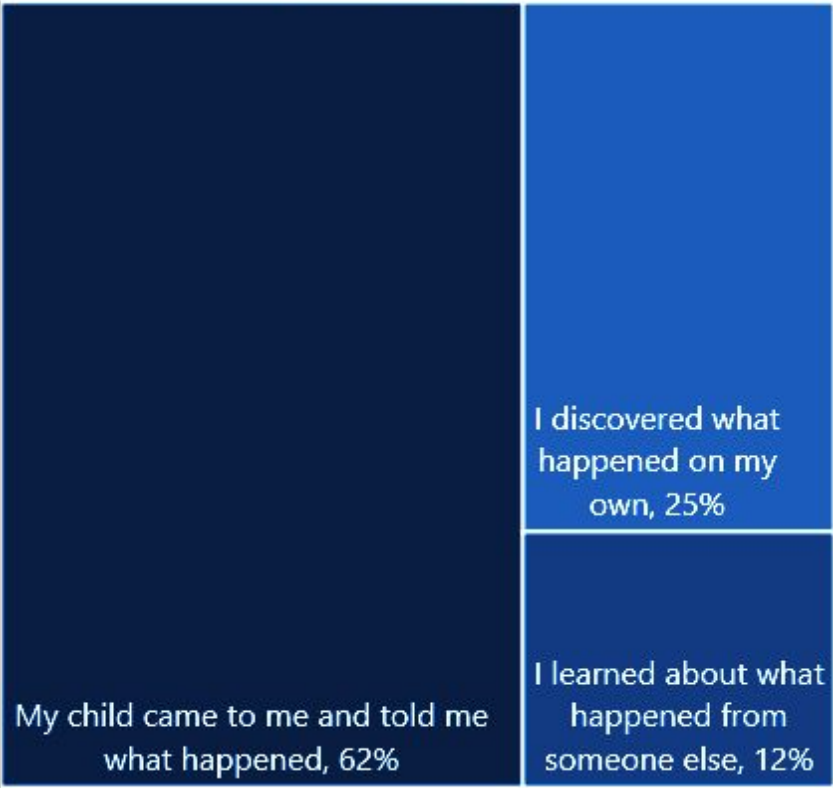 My child came to me and told me
what happened, 62%
I discovered what
happened on my
own, 25%
I learned about what
happened from
someone else, 12%